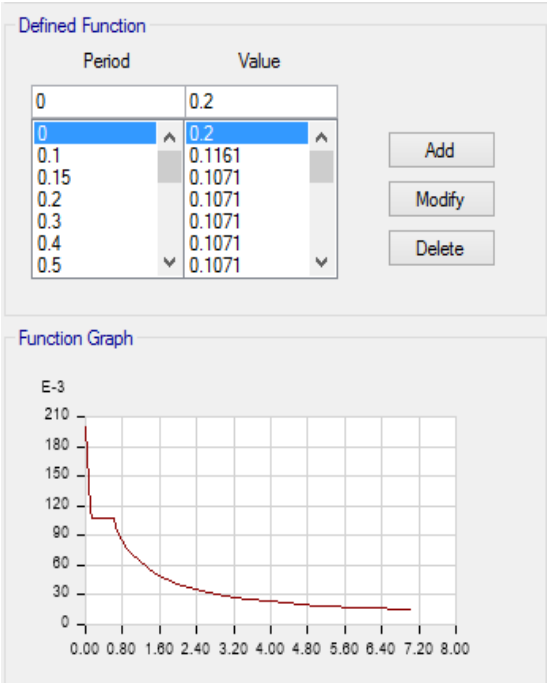 Defined Function
Period Value
0 0.2
0 0.2
0.1 0.1161
0.15 0.1071
0.2 0.1071
0.3 0.1071
0.4 0.1071
0.5 0.1071
Add
Modify
Delete
Function Graph
E-3
210
180
150
120
90
60
30
0
0.00 0.80 1.60 2.40 3.20 4.00 4.80 5.60 6.40 7.20 8.00